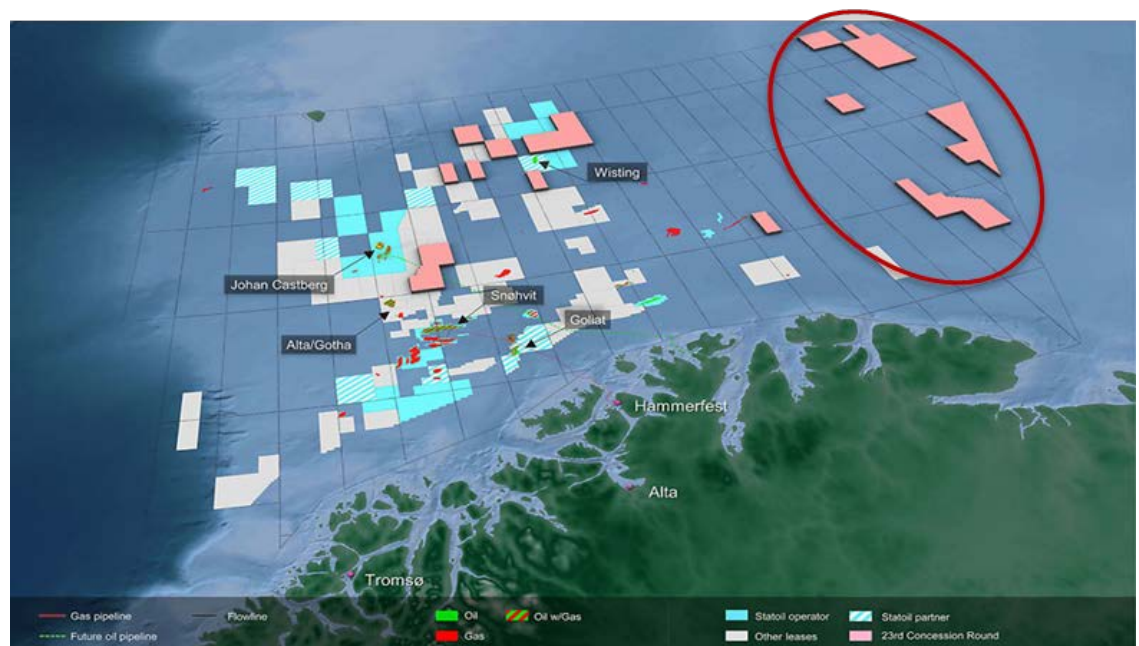 Wisting
Johan Castberg
Snøhvit
Goliat
Alta/Gotha
Hammerfest
Alta
Tromsø
Gas pipeline
Flowline
Oil
Oil w/Gas
Statoil operator
Statoil partner
Future oil pipeline
Gas
Other leases
23rd Concession Round